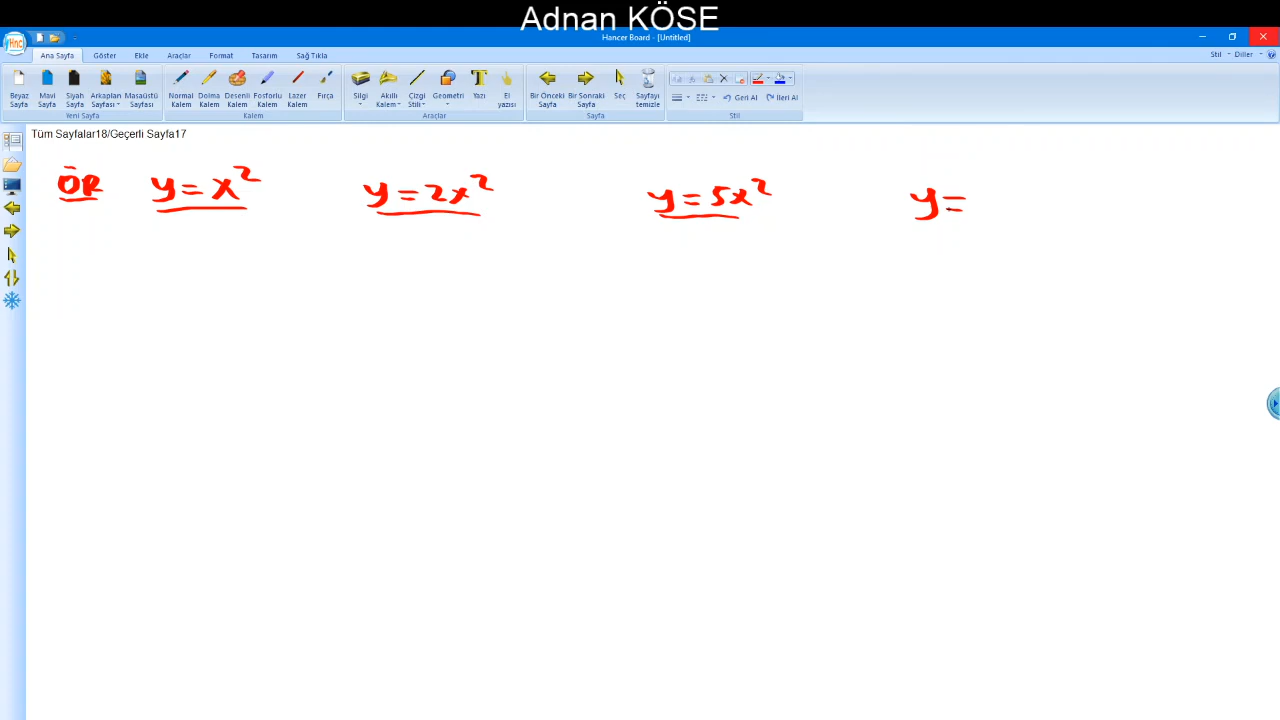 Adnan KÖSE
Hancer Board - [Untitled]
Hnc
Ana Sayfa Göster Ekle Araçlar Format Tasarım Sağ Tıkla
Stil Diller
Beyaz Sayfa Mavi Sayfa Siyah Sayfa Arkaplan Sayfası Masaüstü Sayfası
Normal Kalem Dolma Kalem Desenli Kalem Fosforlu Kalem Lazer Kalem Fırça
Silgi Akıllı Kalem Çizgi Stili Geometri Yazı El yazısı
Bir Önceki Sayfa Bir Sonraki Sayfa Seç Sayfayı temizle
Geri Al İleri Al
Yeni Sayfa Kalem Araçlar Sayfa Stil
Tüm Sayfalar18/Geçerli Sayfa17
ÖR y=x² y=2x² y=5x² y=